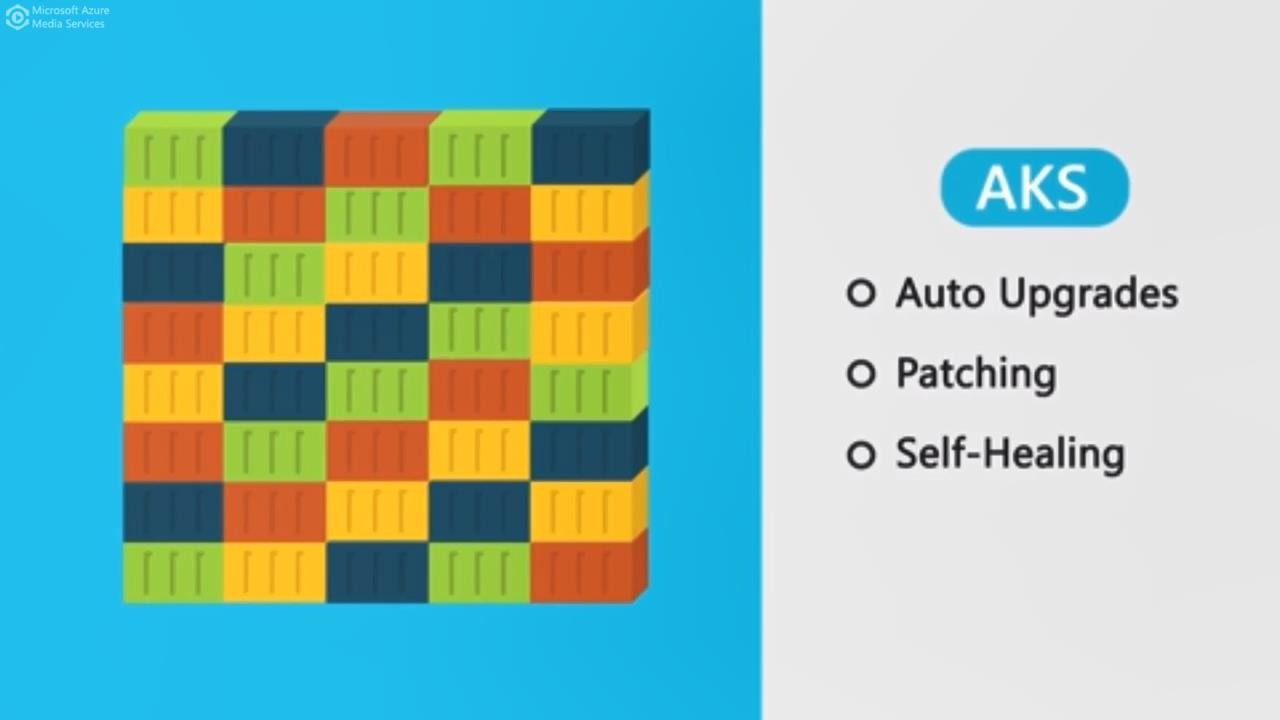 Microsoft Azure
Media Services
AKS
Auto Upgrades
Patching
Self-Healing